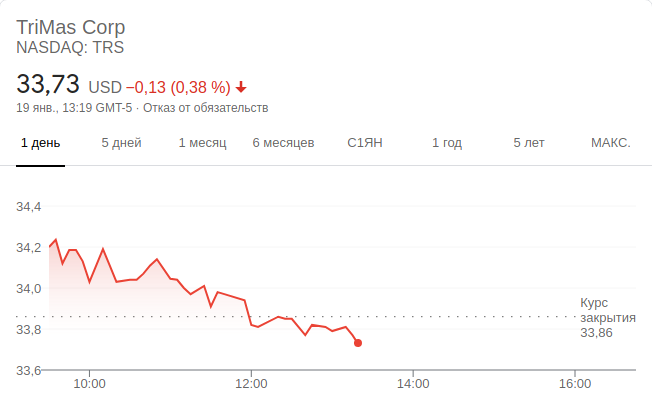 TriMas Corp
NASDAQ: TRS
33,73 USD −0,13 (0,38 %)
19 янв., 13:19 GMT-5 · Отказ от обязательств
1 день 5 дней 1 месяц 6 месяцев С1ЯН 1 год 5 лет МАКС.
34,4
34,2
34,0
Курс
закрытия
33,86
33,8
33,6
10:00 12:00 14:00 16:00